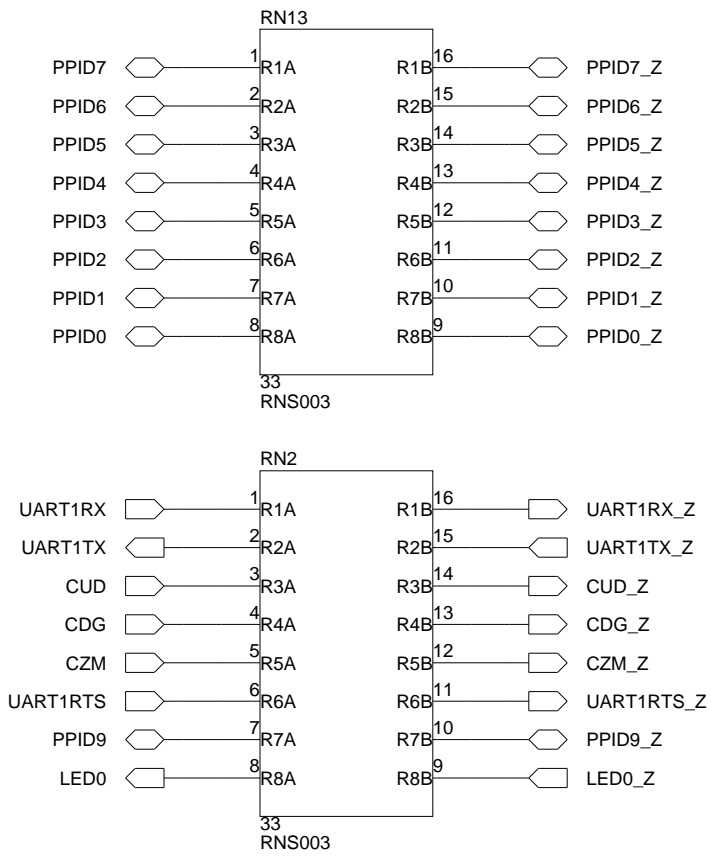 RN13
PPID7 1 R1A R1B 16 PPID7_Z
PPID6 2 R2A R2B 15 PPID6_Z
PPID5 3 R3A R3B 14 PPID5_Z
PPID4 4 R4A R4B 13 PPID4_Z
PPID3 5 R5A R5B 12 PPID3_Z
PPID2 6 R6A R6B 11 PPID2_Z
PPID1 7 R7A R7B 10 PPID1_Z
PPID0 8 R8A R8B 9 PPID0_Z
33
RNS003
RN2
UART1RX 1 R1A R1B 16 UART1RX_Z
UART1TX 2 R2A R2B 15 UART1TX_Z
CUD 3 R3A R3B 14 CUD_Z
CDG 4 R4A R4B 13 CDG_Z
CZM 5 R5A R5B 12 CZM_Z
UART1RTS 6 R6A R6B 11 UART1RTS_Z
PPID9 7 R7A R7B 10 PPID9_Z
LED0 8 R8A R8B 9 LED0_Z
33
RNS003